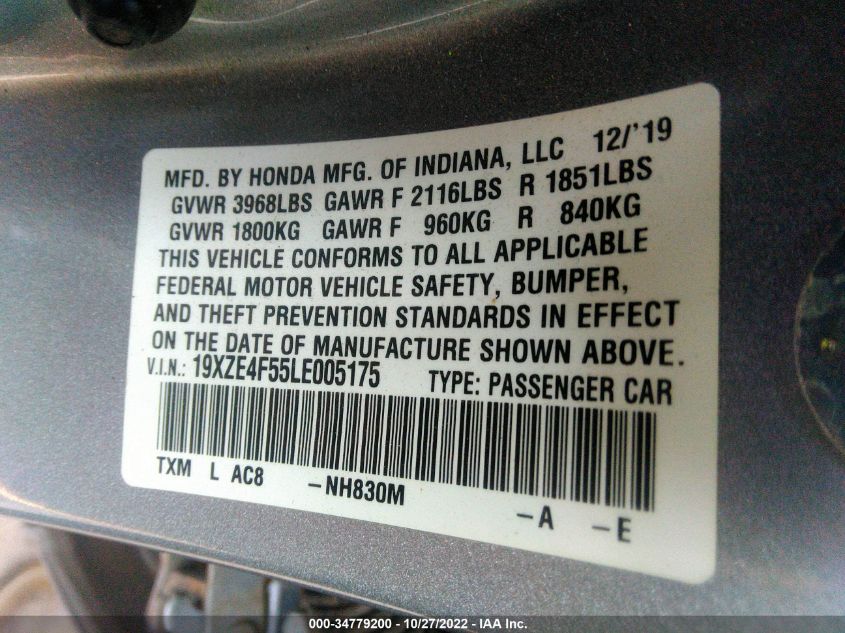 MFD. BY HONDA MFG. OF INDIANA, LLC 12/'19
GVWR 3968LBS GAWR F 2116LBS R 1851LBS
GVWR 1800KG GAWR F 960KG R 840KG
THIS VEHICLE CONFORMS TO ALL APPLICABLE
FEDERAL MOTOR VEHICLE SAFETY, BUMPER,
AND THEFT PREVENTION STANDARDS IN EFFECT
ON THE DATE OF MANUFACTURE SHOWN ABOVE.
V.I.N.: 19XZE4F55LE005175 TYPE: PASSENGER CAR
TXM L AC8 -NH830M -A -E
000-34779200 - 10/27/2022 - IAA Inc.